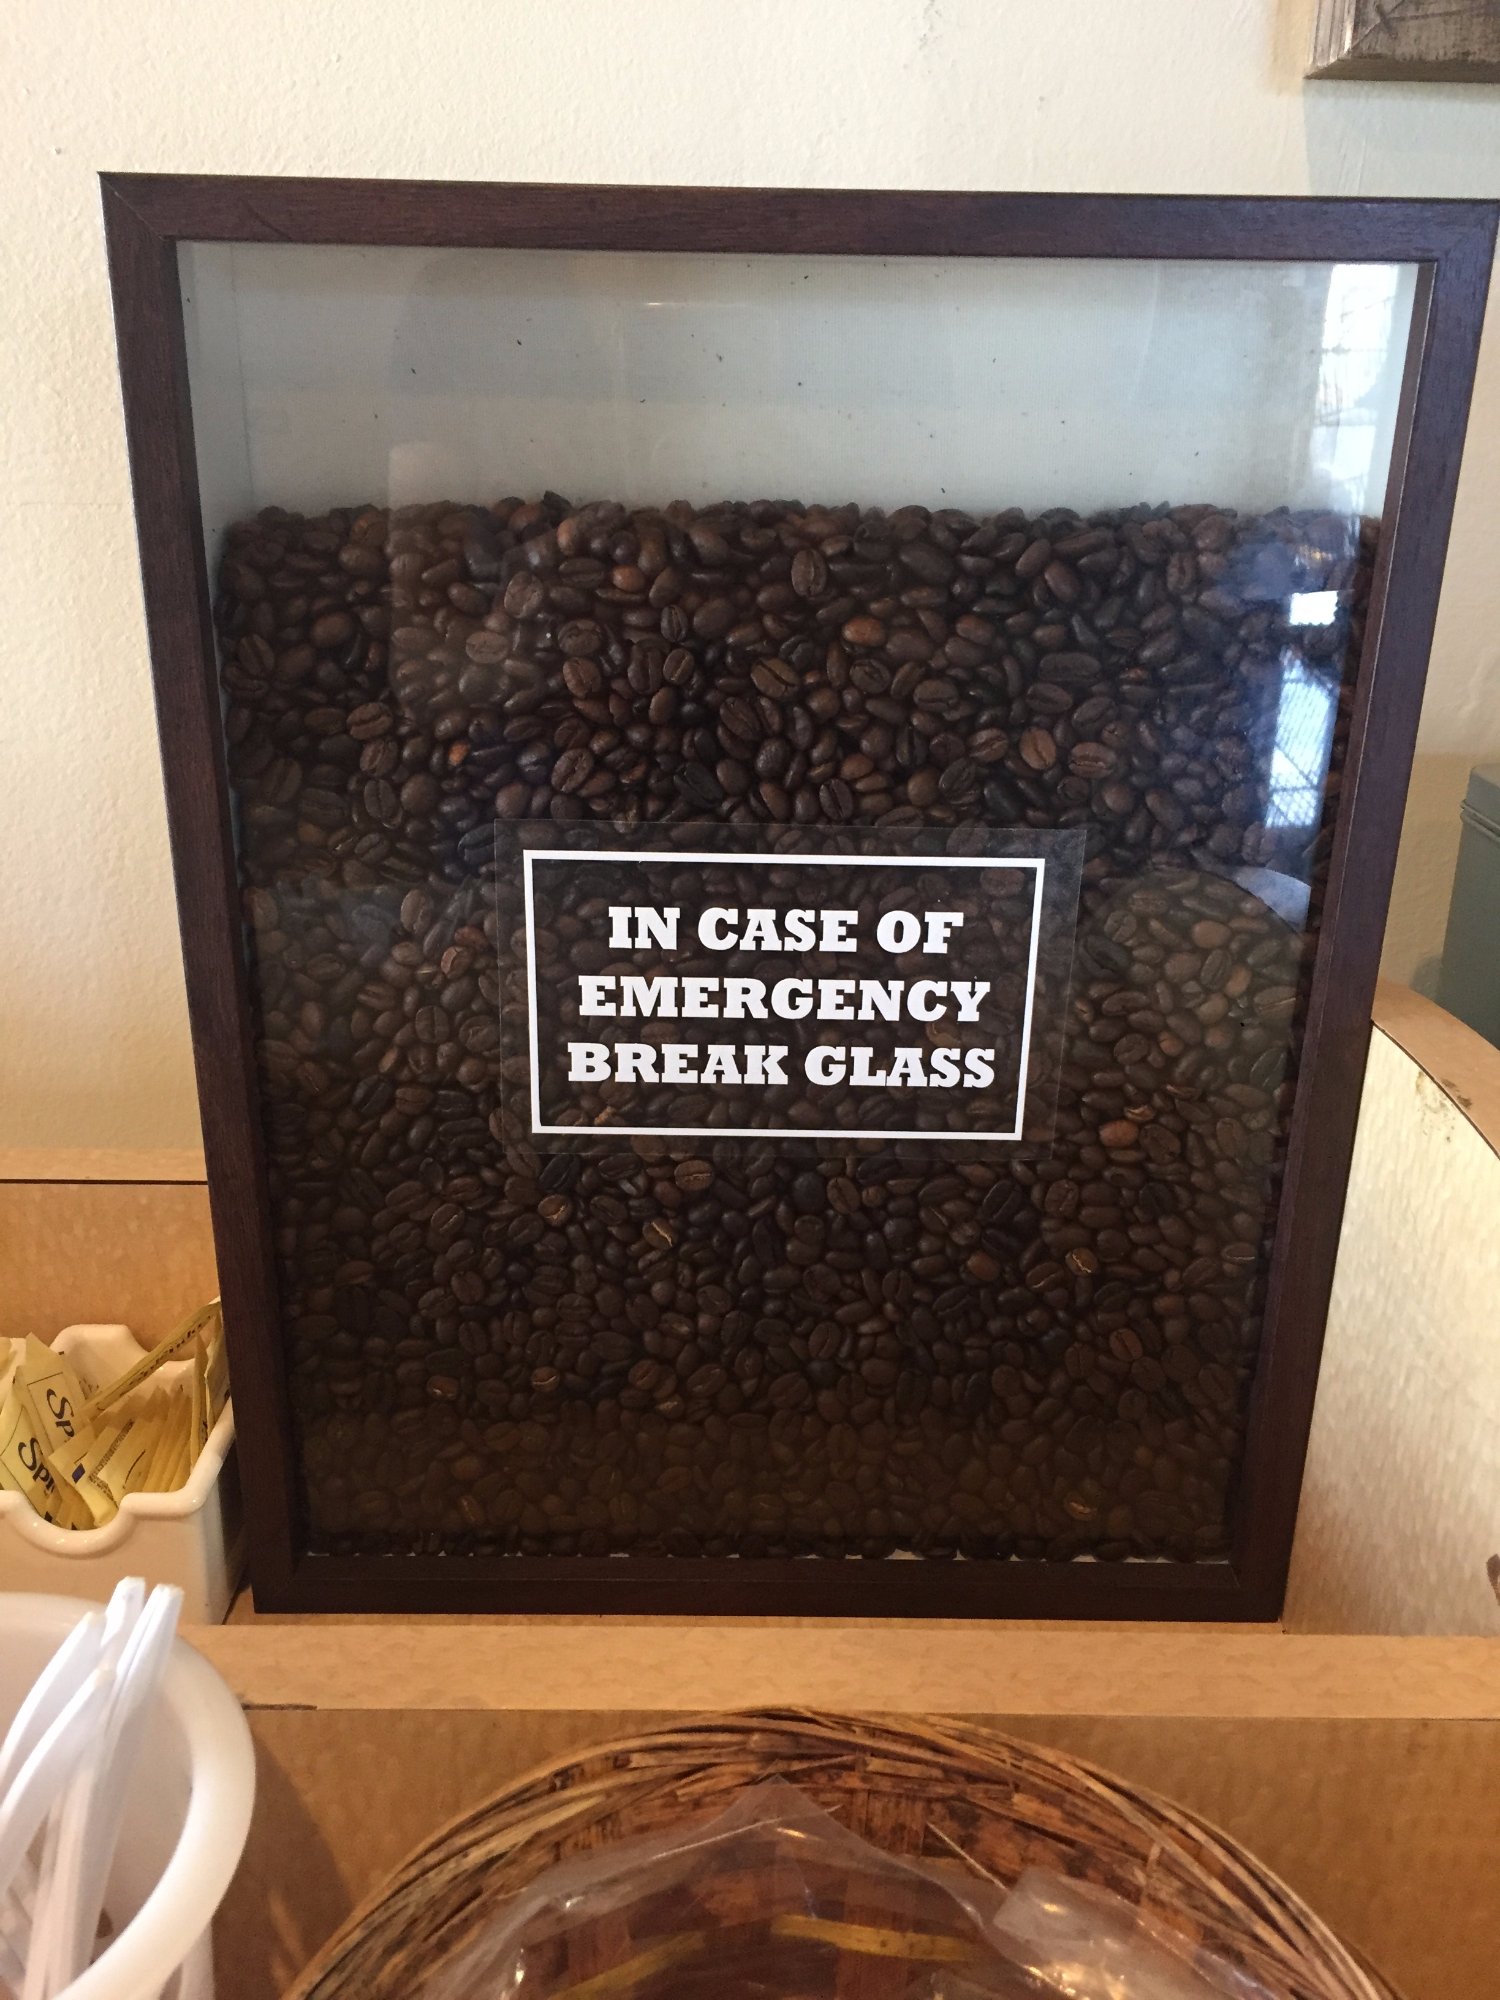 IN CASE OF
EMERGENCY
BREAK GLASS